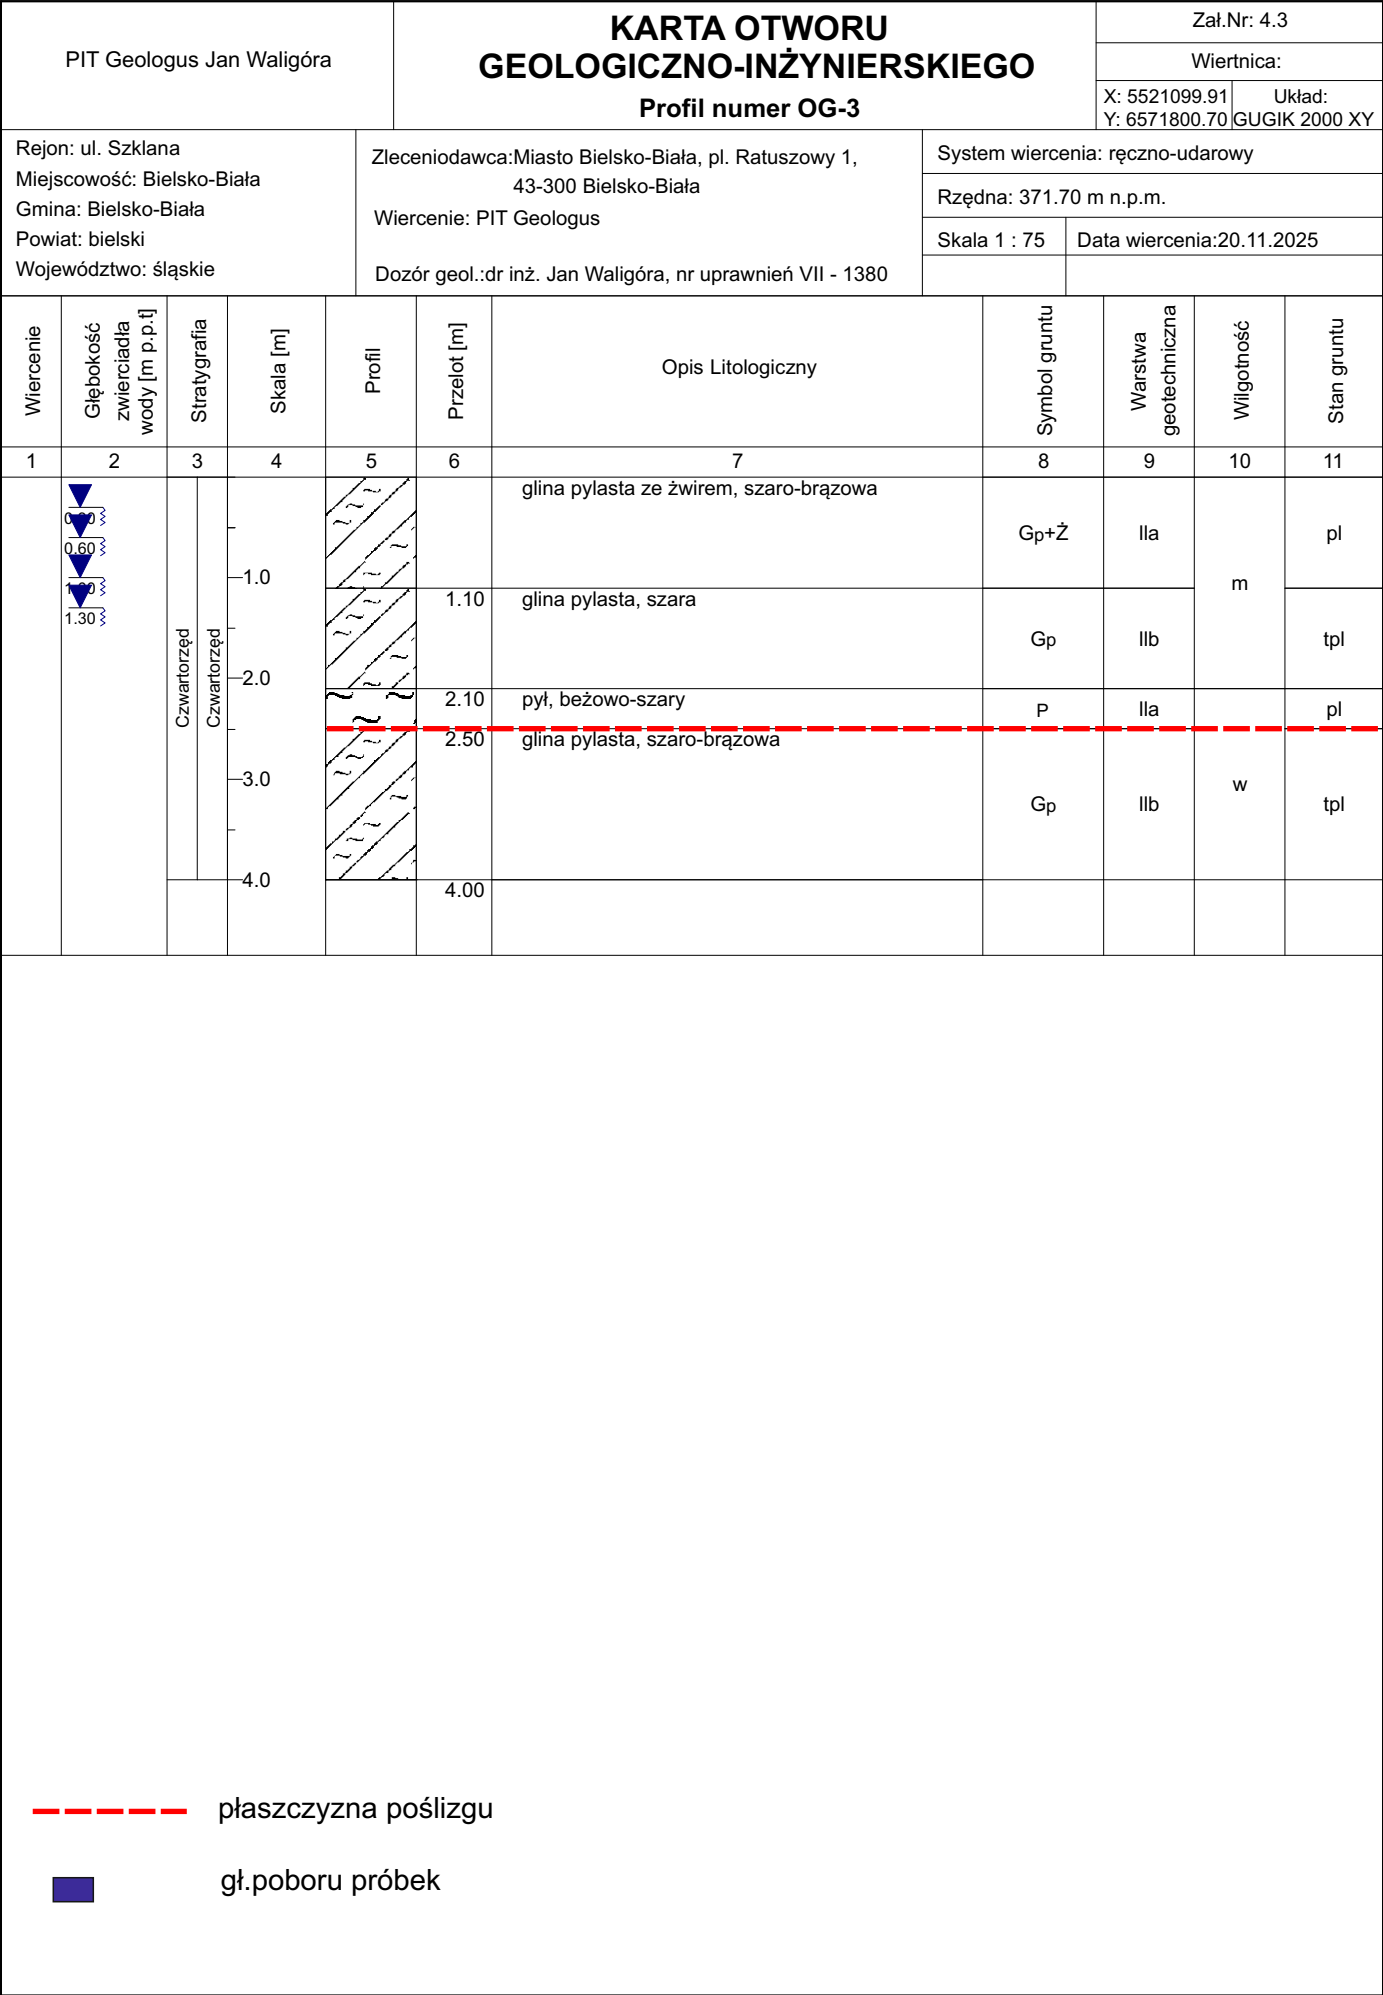 PIT Geologus Jan Waligóra
KARTA OTWORU
GEOLOGICZNO-INŻYNIERSKIEGO
Profil numer OG-3
Zał.Nr: 4.3
Wiertnica:
X: 5521099.91
Y: 6571800.70
Układ:
GUGIK 2000 XY
Rejon: ul. Szklana
Miejscowość: Bielsko-Biała
Gmina: Bielsko-Biała
Powiat: bielski
Województwo: śląskie
Zleceniodawca:Miasto Bielsko-Biała, pl. Ratuszowy 1,
43-300 Bielsko-Biała
Wiercenie: PIT Geologus
Dozór geol.:dr inż. Jan Waligóra, nr uprawnień VII - 1380
System wiercenia: ręczno-udarowy
Rzędna: 371.70 m n.p.m.
Skala 1 : 75
Data wiercenia:20.11.2025
Wiercenie
Głębokość
zwierciadła
wody [m p.p.t]
Stratygrafia
Skala [m]
Profil
Przelot [m]
Opis Litologiczny
Symbol gruntu
Warstwa
geotechniczna
Wilgotność
Stan gruntu
1 2 3 4 5 6 7 8 9 10 11
0.60
1.30
Czwartorzęd
Czwartorzęd
1.0
2.0
3.0
4.0
glina pylasta ze żwirem, szaro-brązowa
Gp+Ż
IIa
m
pl
1.10
glina pylasta, szara
Gp
IIb
tpl
2.10
pył, beżowo-szary
P
IIa
pl
2.50
glina pylasta, szaro-brązowa
Gp
IIb
w
tpl
4.00
płaszczyzna poślizgu
gł.poboru próbek